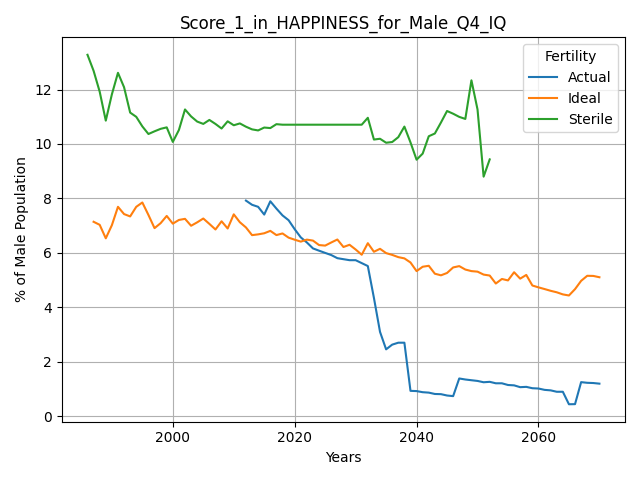 Score_1_in_HAPPINESS_for_Male_Q4_IQ
Fertility
Actual
Ideal
Sterile
% of Male Population
12
10
8
6
4
2
0
2000
2020
2040
2060
Years